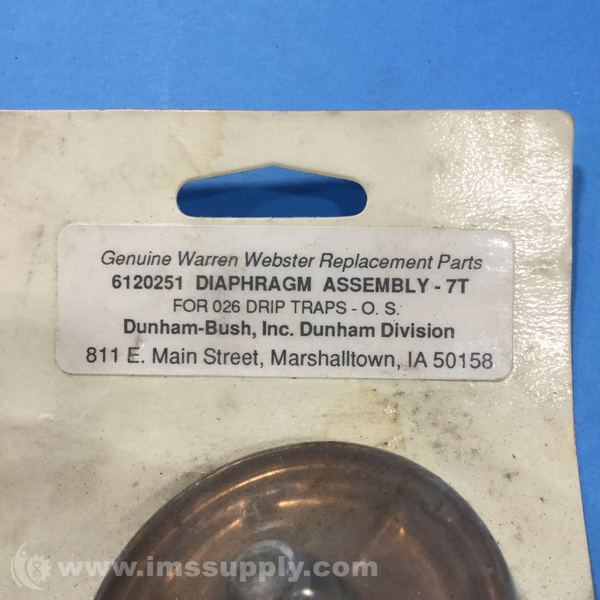 Genuine Warren Webster Replacement Parts
6120251 DIAPHRAGM ASSEMBLY - 7T
FOR 026 DRIP TRAPS - O. S.
Dunham-Bush, Inc. Dunham Division
811 E. Main Street, Marshalltown, IA 50158
© www.imssupply.com/